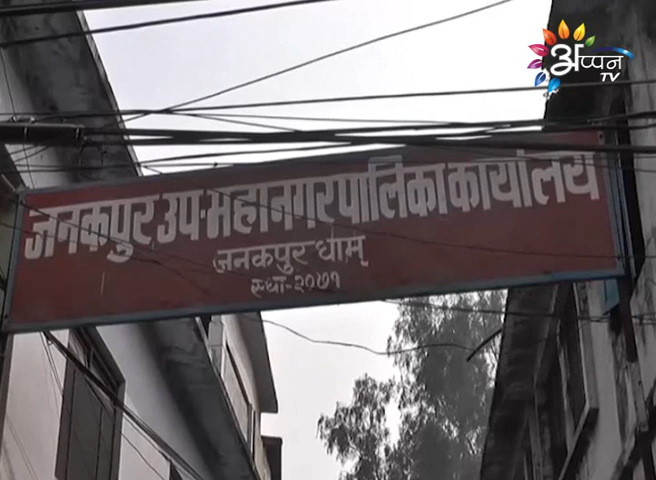 अप्पन
TV
जनकपुर उप-महानगरपालिका कार्यालय
जनकपुर धाम्
स्था-२०७१